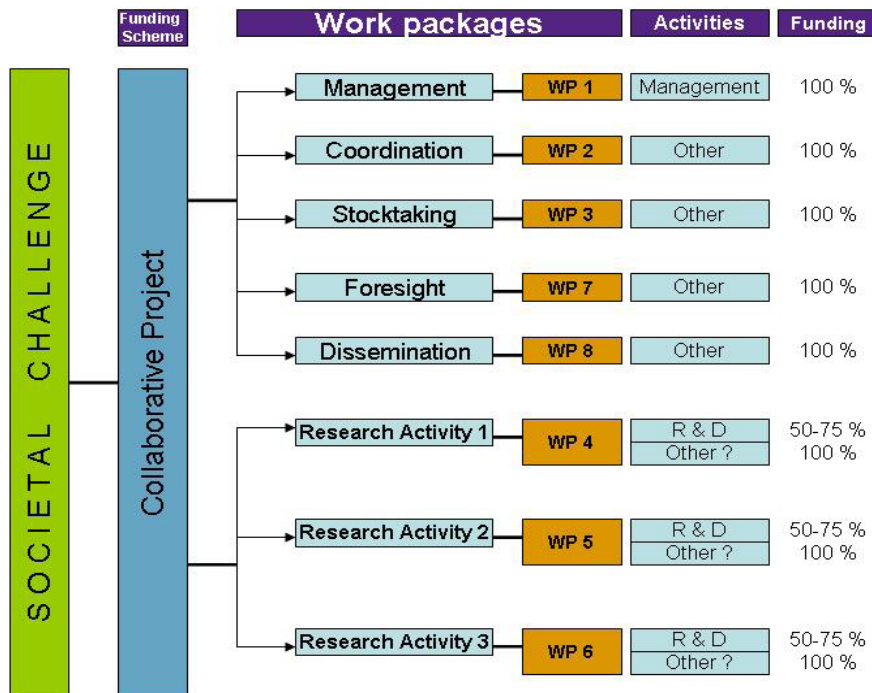 Funding
Scheme
Work packages
Activities
Funding
SOCIETAL CHALLENGE
Collaborative Project
Management
WP 1
Management
100 %
Coordination
WP 2
Other
100 %
Stocktaking
WP 3
Other
100 %
Foresight
WP 7
Other
100 %
Dissemination
WP 8
Other
100 %
Research Activity 1
WP 4
R & D
50-75 %
Other ?
100 %
Research Activity 2
WP 5
R & D
50-75 %
Other ?
100 %
Research Activity 3
WP 6
R & D
50-75 %
Other ?
100 %